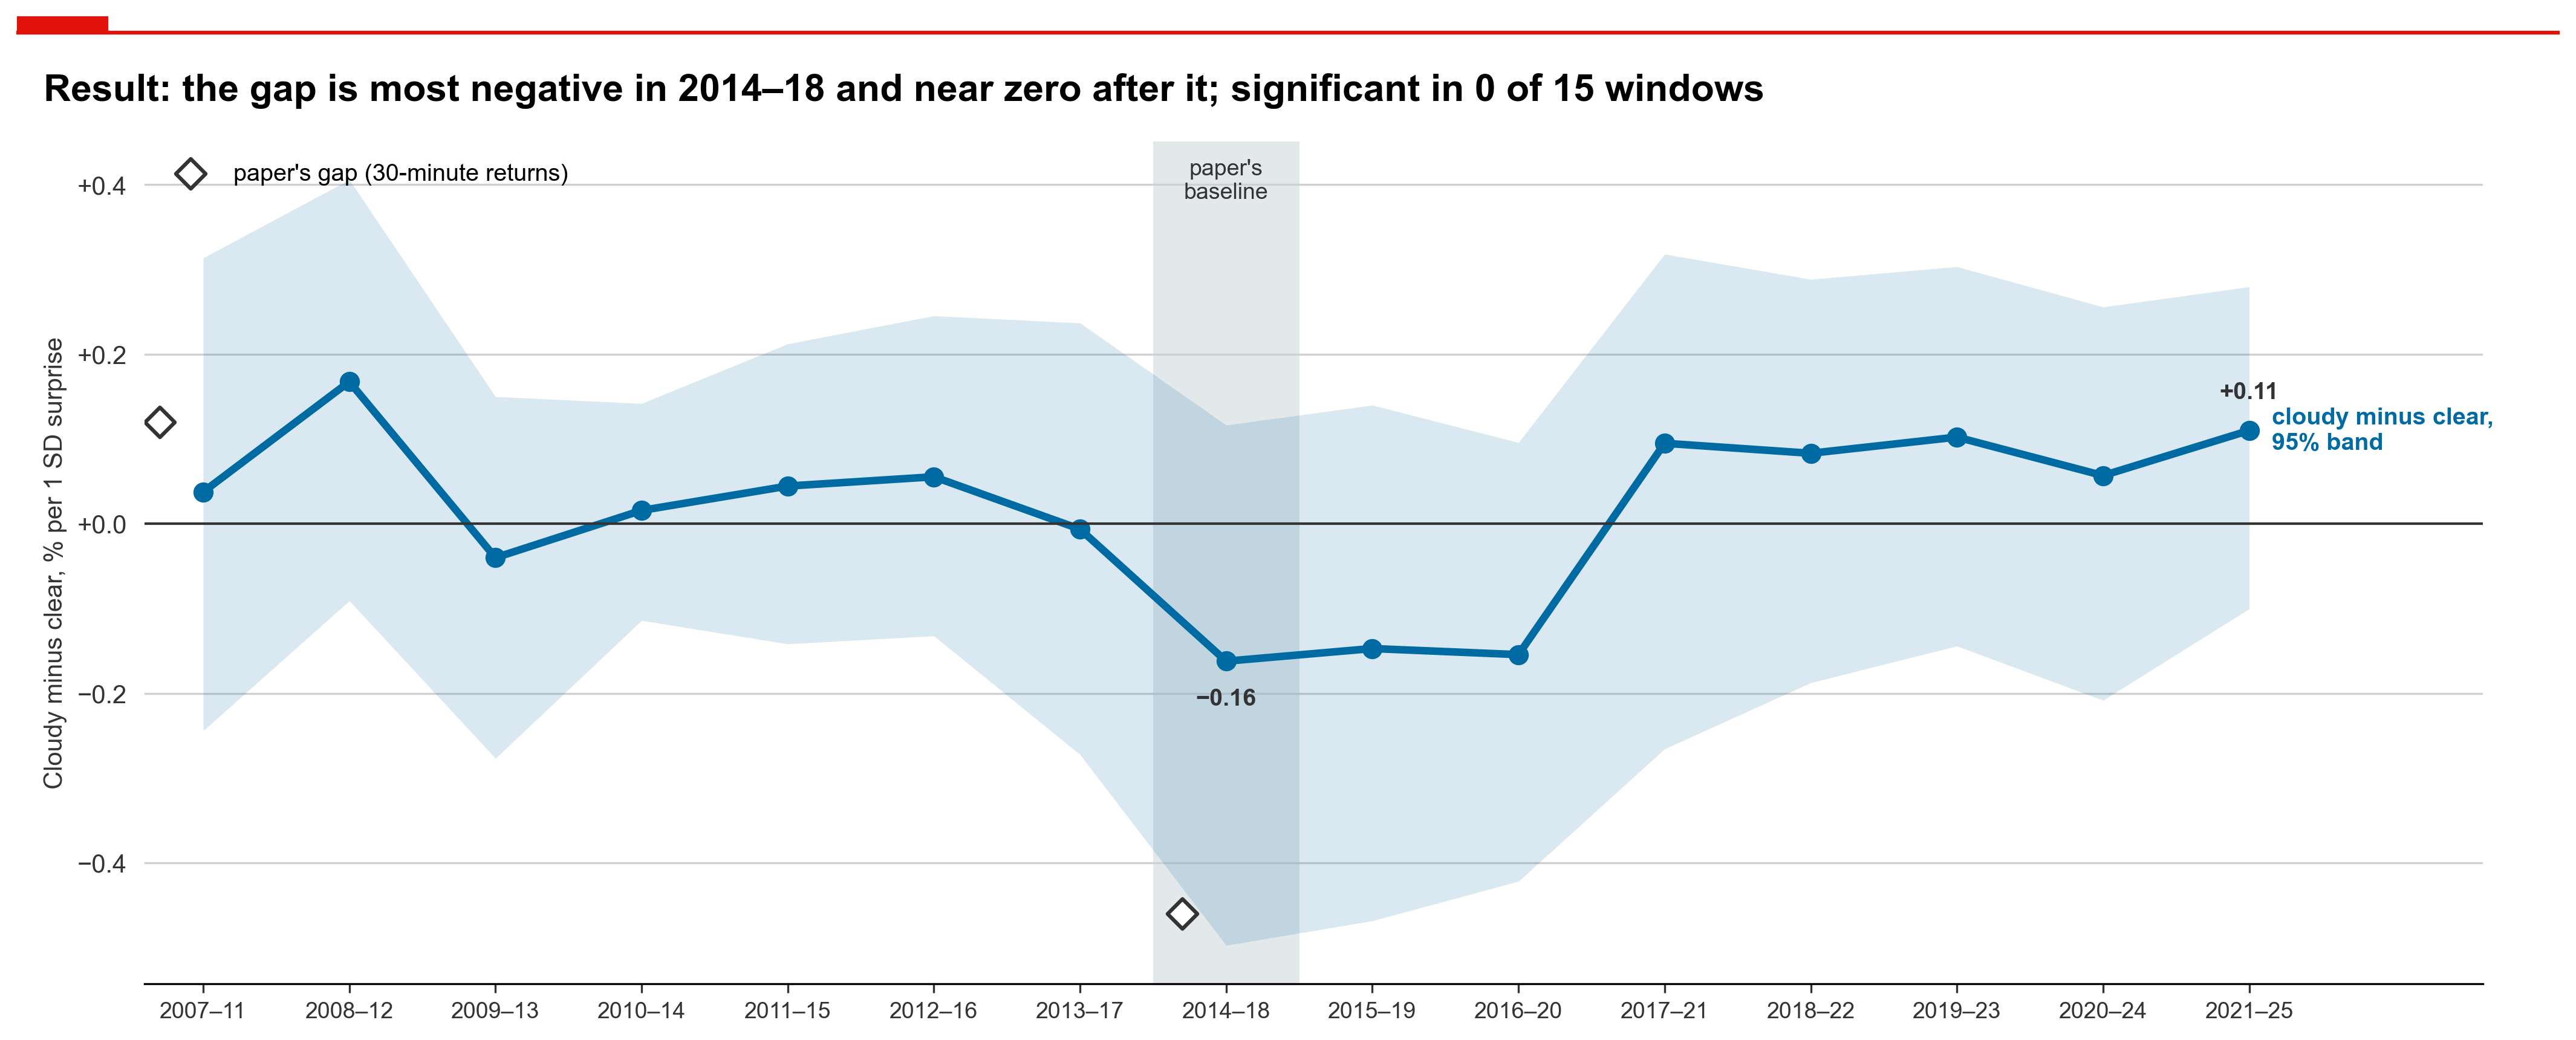 Result: the gap is most negative in 2014–18 and near zero after it; significant in 0 of 15 windows
paper's gap (30-minute returns)
paper's
baseline
Cloudy minus clear, % per 1 SD surprise
+0.4
+0.2
+0.0
−0.2
−0.4
−0.16
+0.11
cloudy minus clear,
95% band
2007–11 2008–12 2009–13 2010–14 2011–15 2012–16 2013–17 2014–18 2015–19 2016–20 2017–21 2018–22 2019–23 2020–24 2021–25